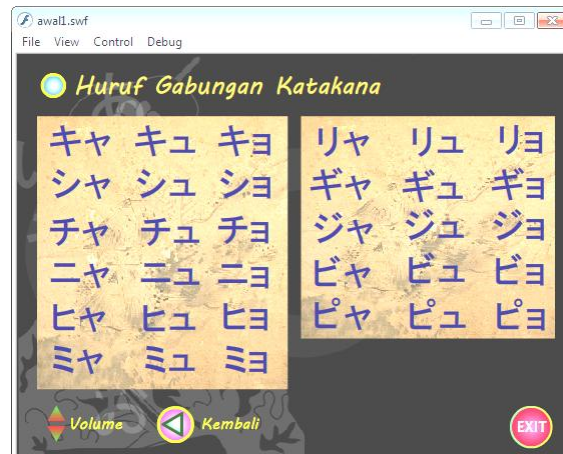 awal1.swf
File View Control Debug
Huruf Gabungan Katakana
キャ キュ キョ
シャ シュ ショ
チャ チュ チョ
ニャ ニュ ニョ
ヒャ ヒュ ヒョ
ミャ ミュ ミョ
リャ リュ リョ
ギャ ギュ ギョ
ジャ ジュ ジョ
ビャ ビュ ビョ
ピャ ピュ ピョ
Volume Kembali EXIT